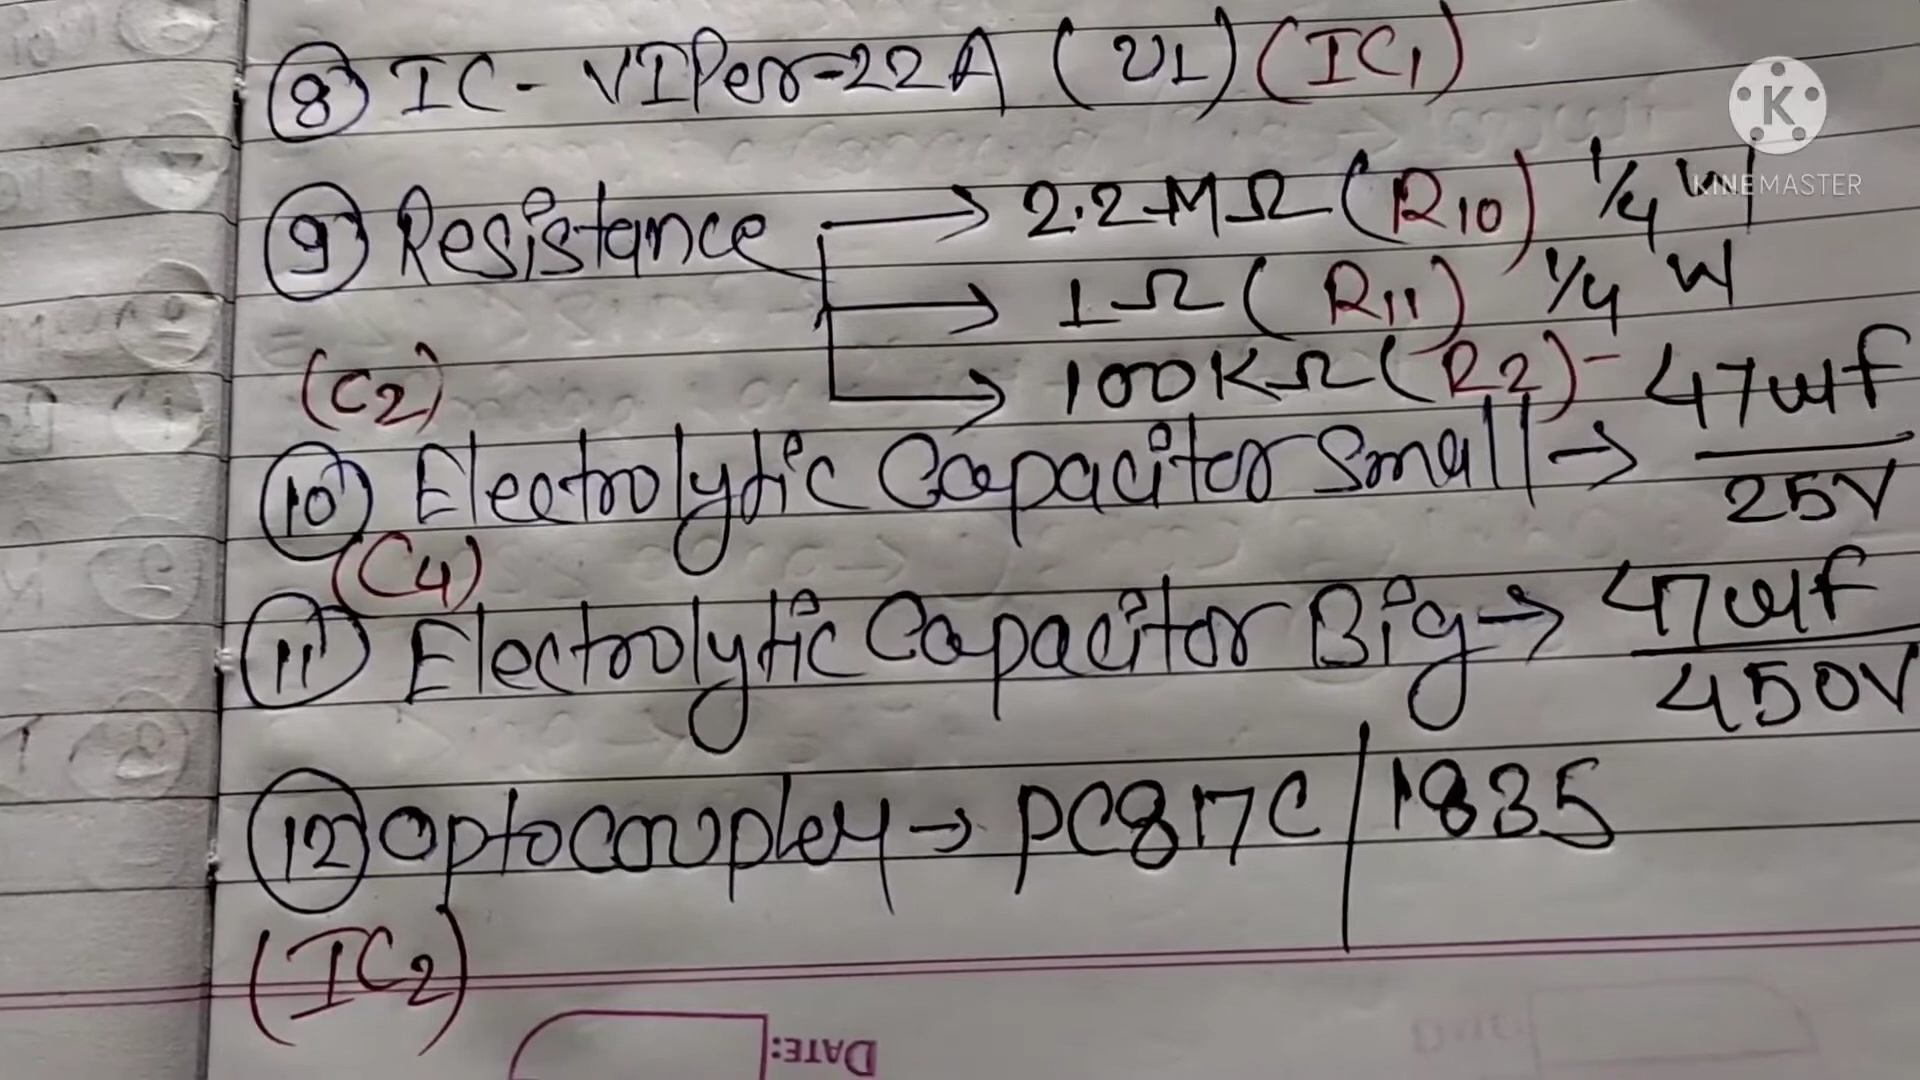 8 IC - VIPer-22A (U1) (IC1)
9 Resistance → 2.2 MΩ (R10) 1/4 W
→ 1Ω (R11) 1/4 W
→ 100KΩ (R2) -
(C2)
10 Electrolytic Capacitor Small → 47uf/25V
(C4)
11 Electrolytic Capacitor Big → 47uf/450V
12 Optocoupler → PC817C / 1835
(IC2)
DATE:
K
KINEMASTER